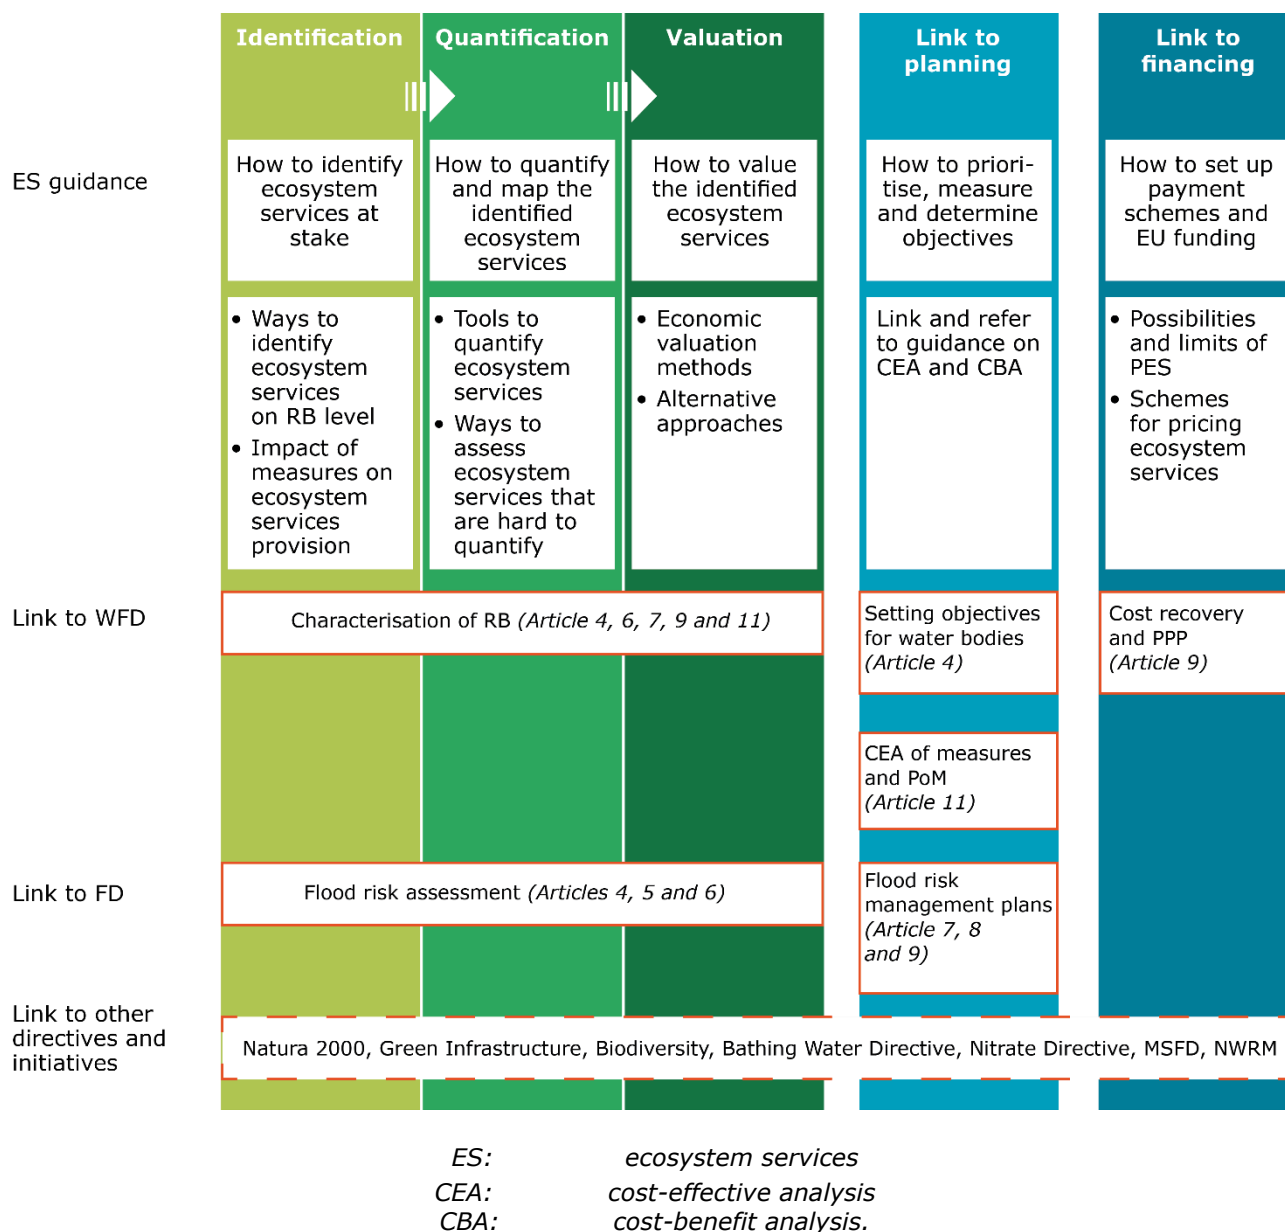 Identification
Quantification
Valuation
Link to
planning
Link to
financing
ES guidance
How to identify
ecosystem
services at
stake
How to quantify
and map the
identified
ecosystem
services
How to value
the identified
ecosystem
services
How to priori-
tise, measure
and determine
objectives
How to set up
payment
schemes and
EU funding
• Ways to
identify
ecosystem
services
on RB level
• Impact of
measures on
ecosystem
services
provision
• Tools to
quantify
ecosystem
services
• Ways to
assess
ecosystem
services that
are hard to
quantify
• Economic
valuation
methods
• Alternative
approaches
Link and refer
to guidance on
CEA and CBA
• Possibilities
and limits of
PES
• Schemes
for pricing
ecosystem
services
Link to WFD
Characterisation of RB (Article 4, 6, 7, 9 and 11)
Setting objectives
for water bodies
(Article 4)
Cost recovery
and PPP
(Article 9)
CEA of measures
and PoM
(Article 11)
Link to FD
Flood risk assessment (Articles 4, 5 and 6)
Flood risk
management plans
(Article 7, 8
and 9)
Link to other
directives and
initiatives
Natura 2000, Green Infrastructure, Biodiversity, Bathing Water Directive, Nitrate Directive, MSFD, NWRM
ES: ecosystem services
CEA: cost-effective analysis
CBA: cost-benefit analysis.